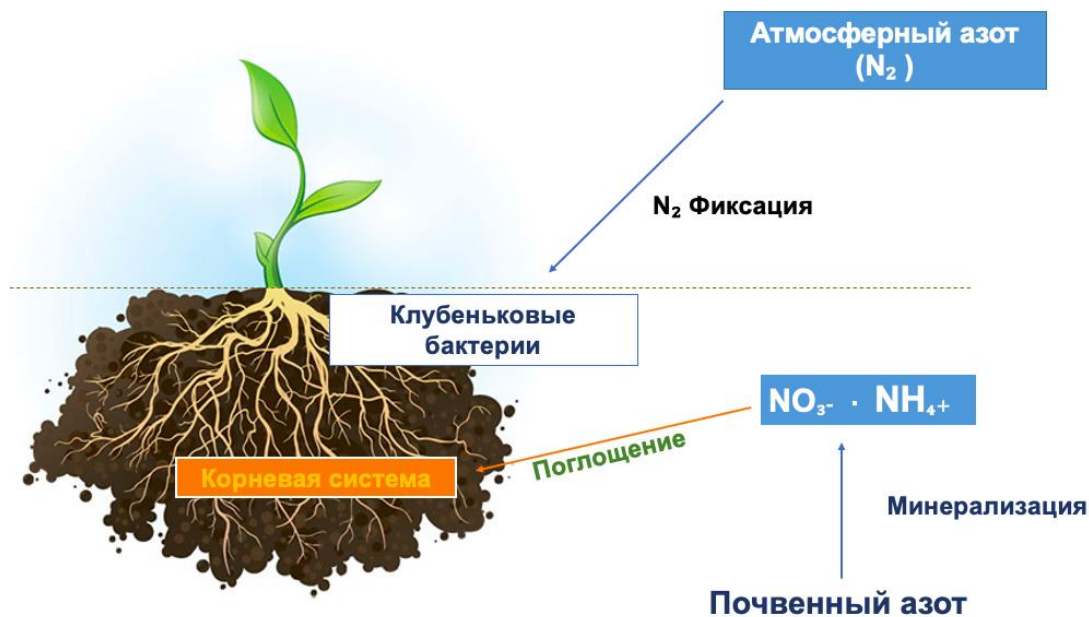 Атмосферный азот
(N₂ )
N₂ Фиксация
Клубеньковые
бактерии
NO₃- · NH₄+
Поглощение
Корневая система
Минерализация
Почвенный азот